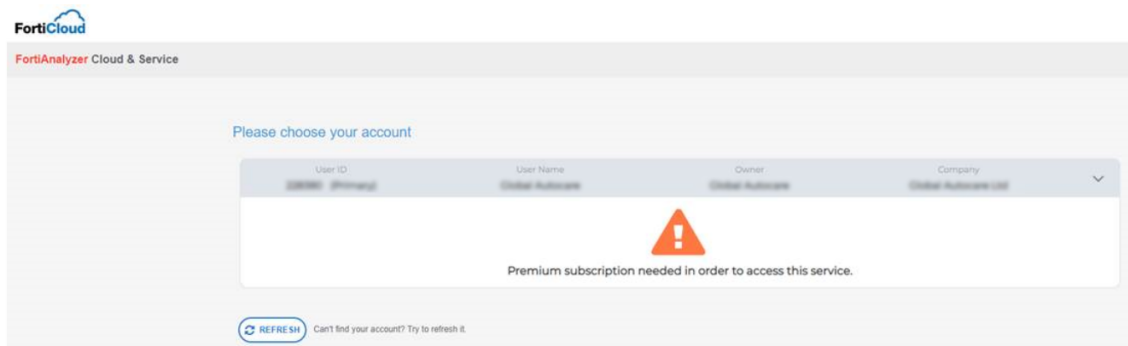 FortiCloud
FortiAnalyzer Cloud & Service
Please choose your account
User ID User Name Owner Company
Premium subscription needed in order to access this service.
REFRESH Can't find your account? Try to refresh it.